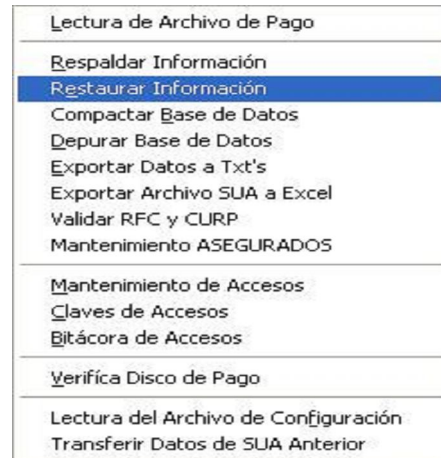 Lectura de Archivo de Pago
Respaldar Información
Restaurar Información
Compactar Base de Datos
Depurar Base de Datos
Exportar Datos a Txt's
Exportar Archivo SUA a Excel
Validar RFC y CURP
Mantenimiento ASEGURADOS
Mantenimiento de Accesos
Claves de Accesos
Bitácora de Accesos
Verifíca Disco de Pago
Lectura del Archivo de Configuración
Transferir Datos de SUA Anterior